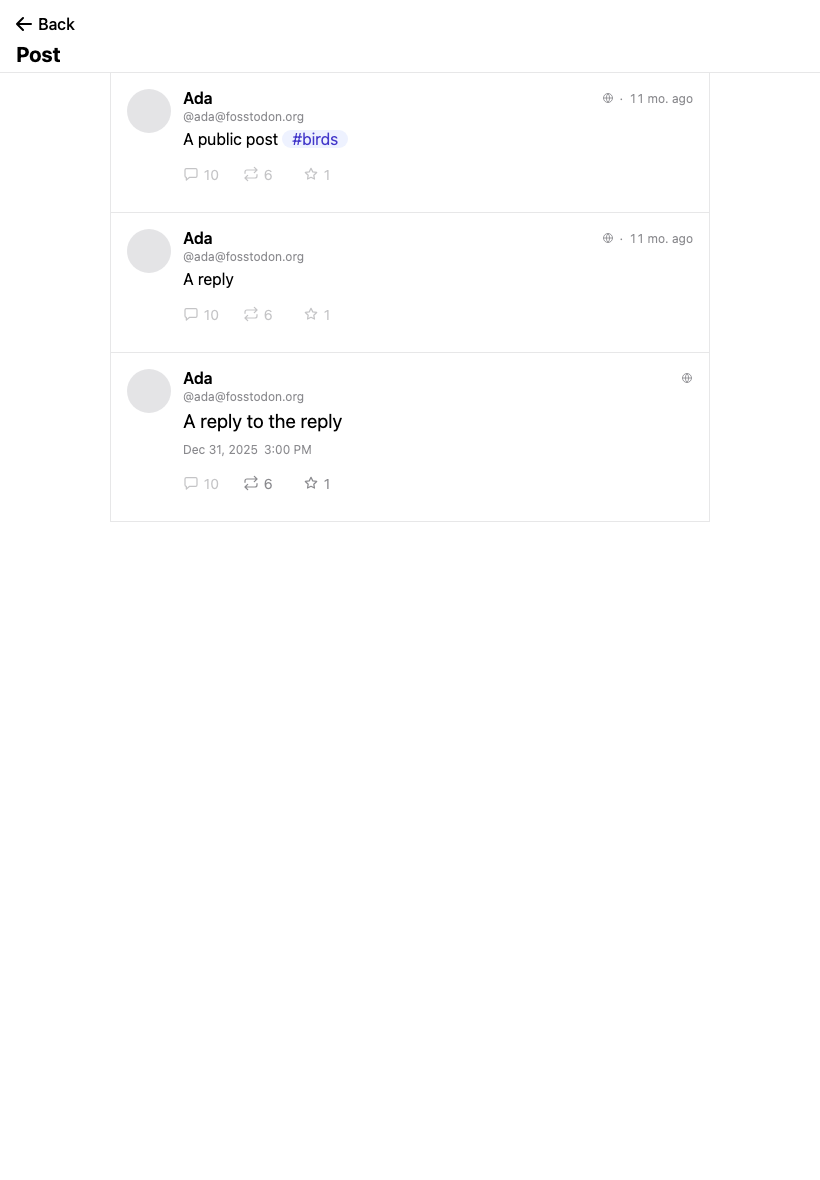 Back
Post
Ada
· 11 mo. ago
@ada@fosstodon.org
A public post #birds
10 6 1
Ada
· 11 mo. ago
@ada@fosstodon.org
A reply
10 6 1
Ada
@ada@fosstodon.org
A reply to the reply
Dec 31, 2025 3:00 PM
10 6 1